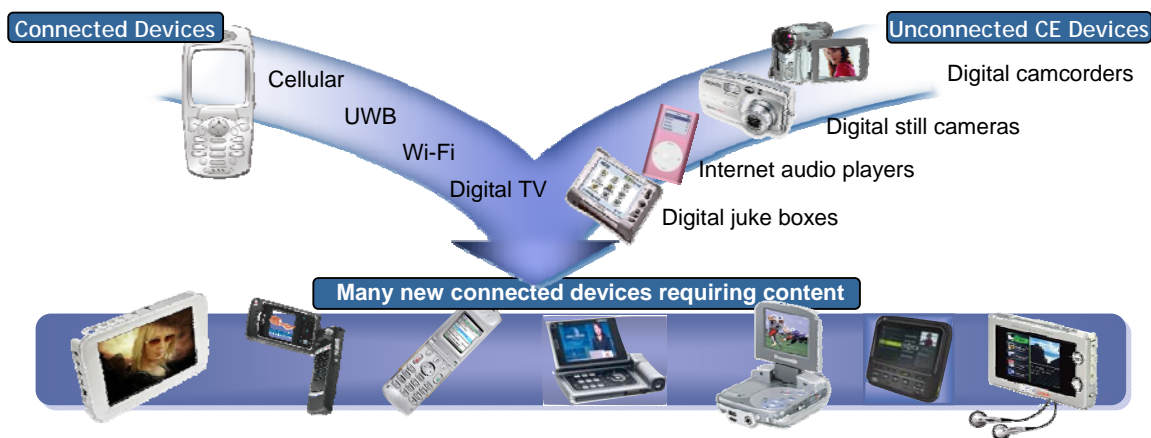 Connected Devices
Unconnected CE Devices
Cellular
UWB
Wi-Fi
Digital TV
Digital camcorders
Digital still cameras
Internet audio players
Digital juke boxes
Many new connected devices requiring content